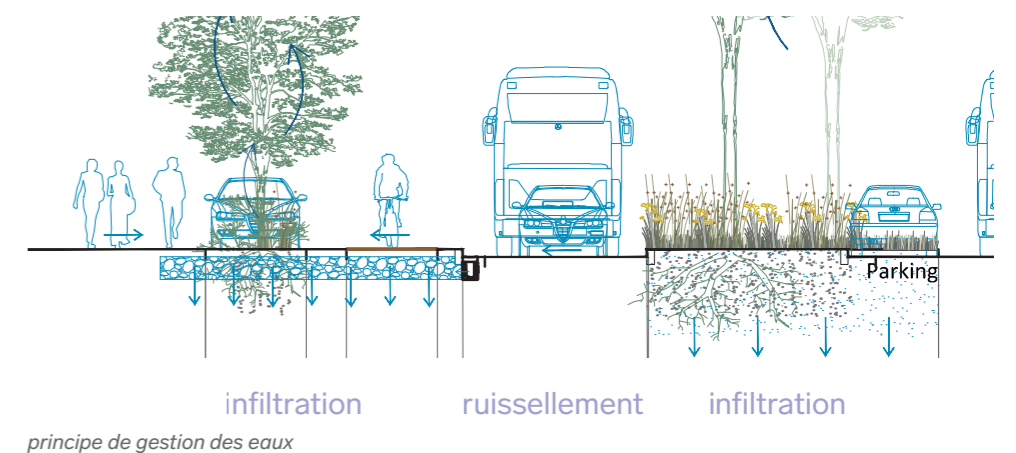 Parking
infiltration ruissellement infiltration
principe de gestion des eaux